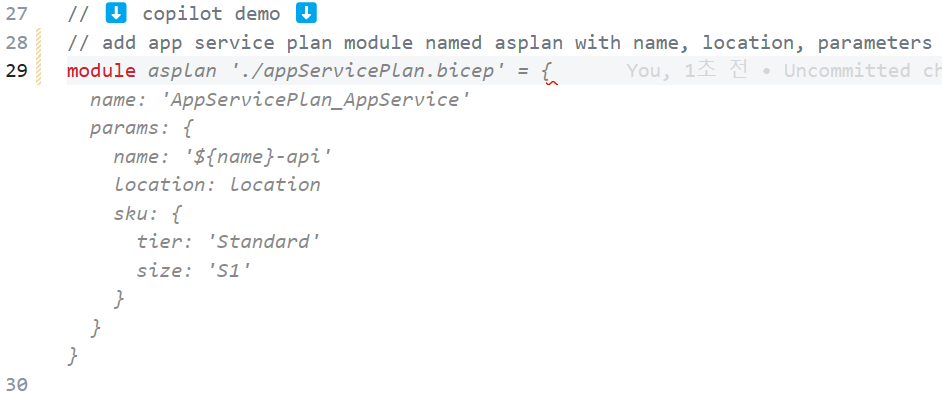 27 // ⬇️ copilot demo ⬇️
28 // add app service plan module named asplan with name, location, parameters
29 module asplan './appServicePlan.bicep' = { You, 1초 전 • Uncommitted ch
name: 'AppServicePlan_AppService'
params: {
name: '${name}-api'
location: location
sku: {
tier: 'Standard'
size: 'S1'
}
}
}
30